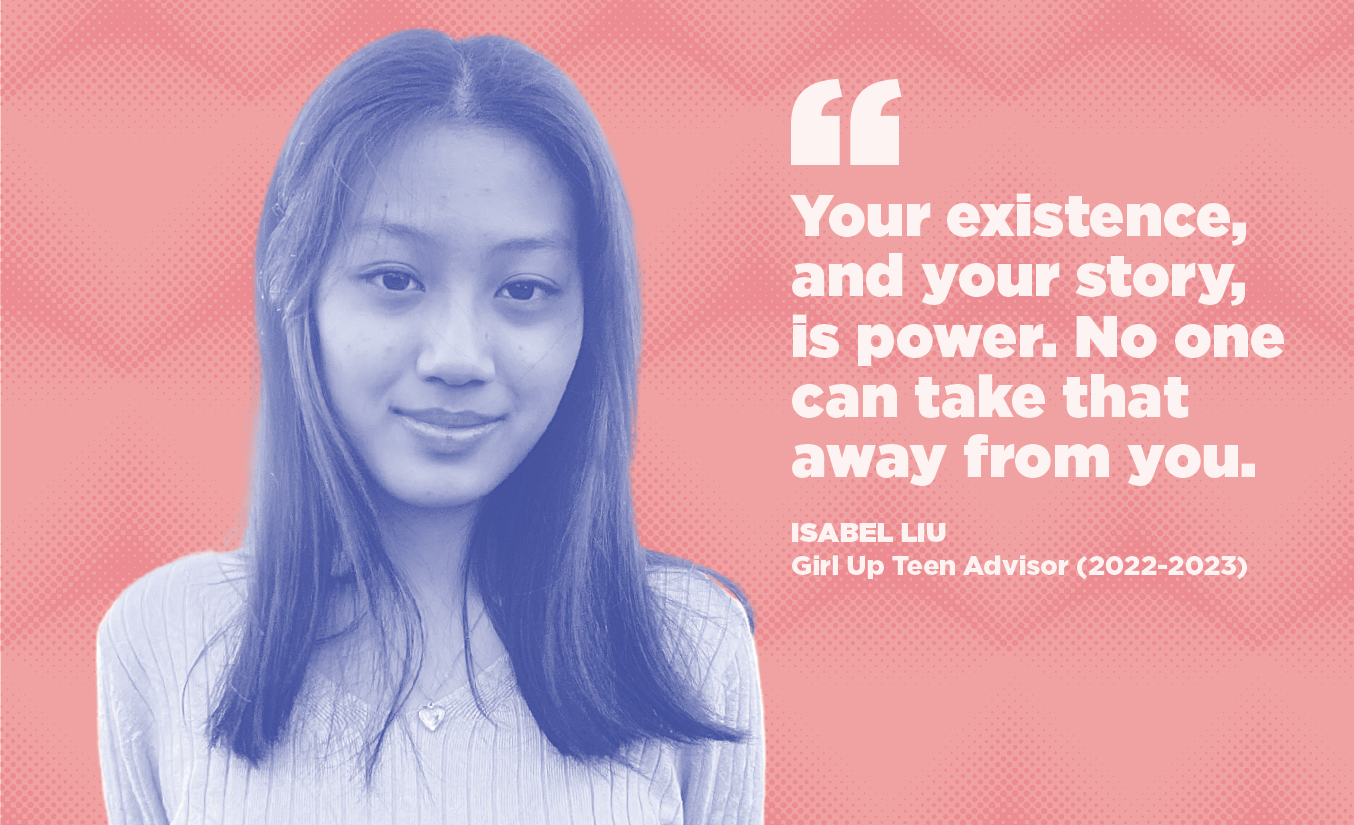 “
Your existence,
and your story,
is power. No one
can take that
away from you.
ISABEL LIU
Girl Up Teen Advisor (2022-2023)